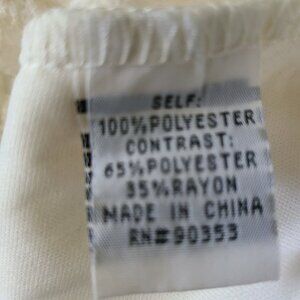 SELF:
100%POLYESTER
CONTRAST:
65%POLYESTER
35%RAYON
MADE IN CHINA
RN#90353